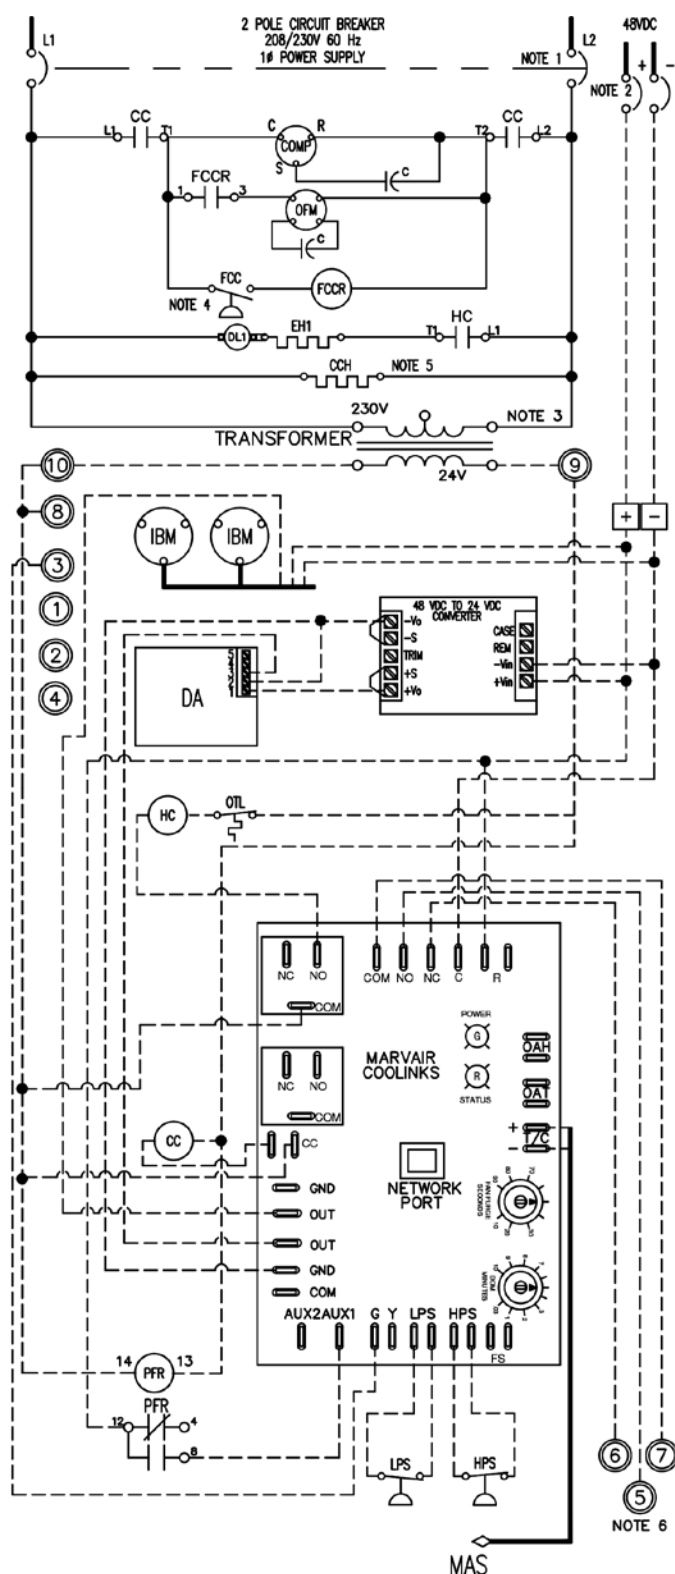 2 POLE CIRCUIT BREAKER
208/230V 60 Hz
1ø POWER SUPPLY
L1
L2
48VDC
NOTE 1
+ -
NOTE 2
CC
L1 T1
C R
COMP
S
T2 L2
CC
C
FCCR
1 3
OFM
C
FCC
NOTE 4
FCCR
DL1
EH1
HC
T1 L1
CCH
NOTE 5
230V
NOTE 3
TRANSFORMER
24V
10
9
8
3
1
2
4
IBM
IBM
+ -
48 VDC TO 24 VDC
CONVERTER
-Vo
-S
TRIM
+S
+Vo
CASE
REM
-Vin
+Vin
DA
HC
OTL
NC NO
COM
COM NO NC C R
POWER
G
MARVAIR
COOLINKS
R
STATUS
OAH
OAT
NC NO
COM
+
T/C
-
CC
CC
NETWORK
PORT
GND
OUT
OUT
GND
COM
FAN PURGE
SECONDS
DCM
MINUTES
AUX2 AUX1 G Y LPS HPS
FS
14 PFR 13
PFR
12 4
8
LPS
HPS
6
7
5
NOTE 6
MAS